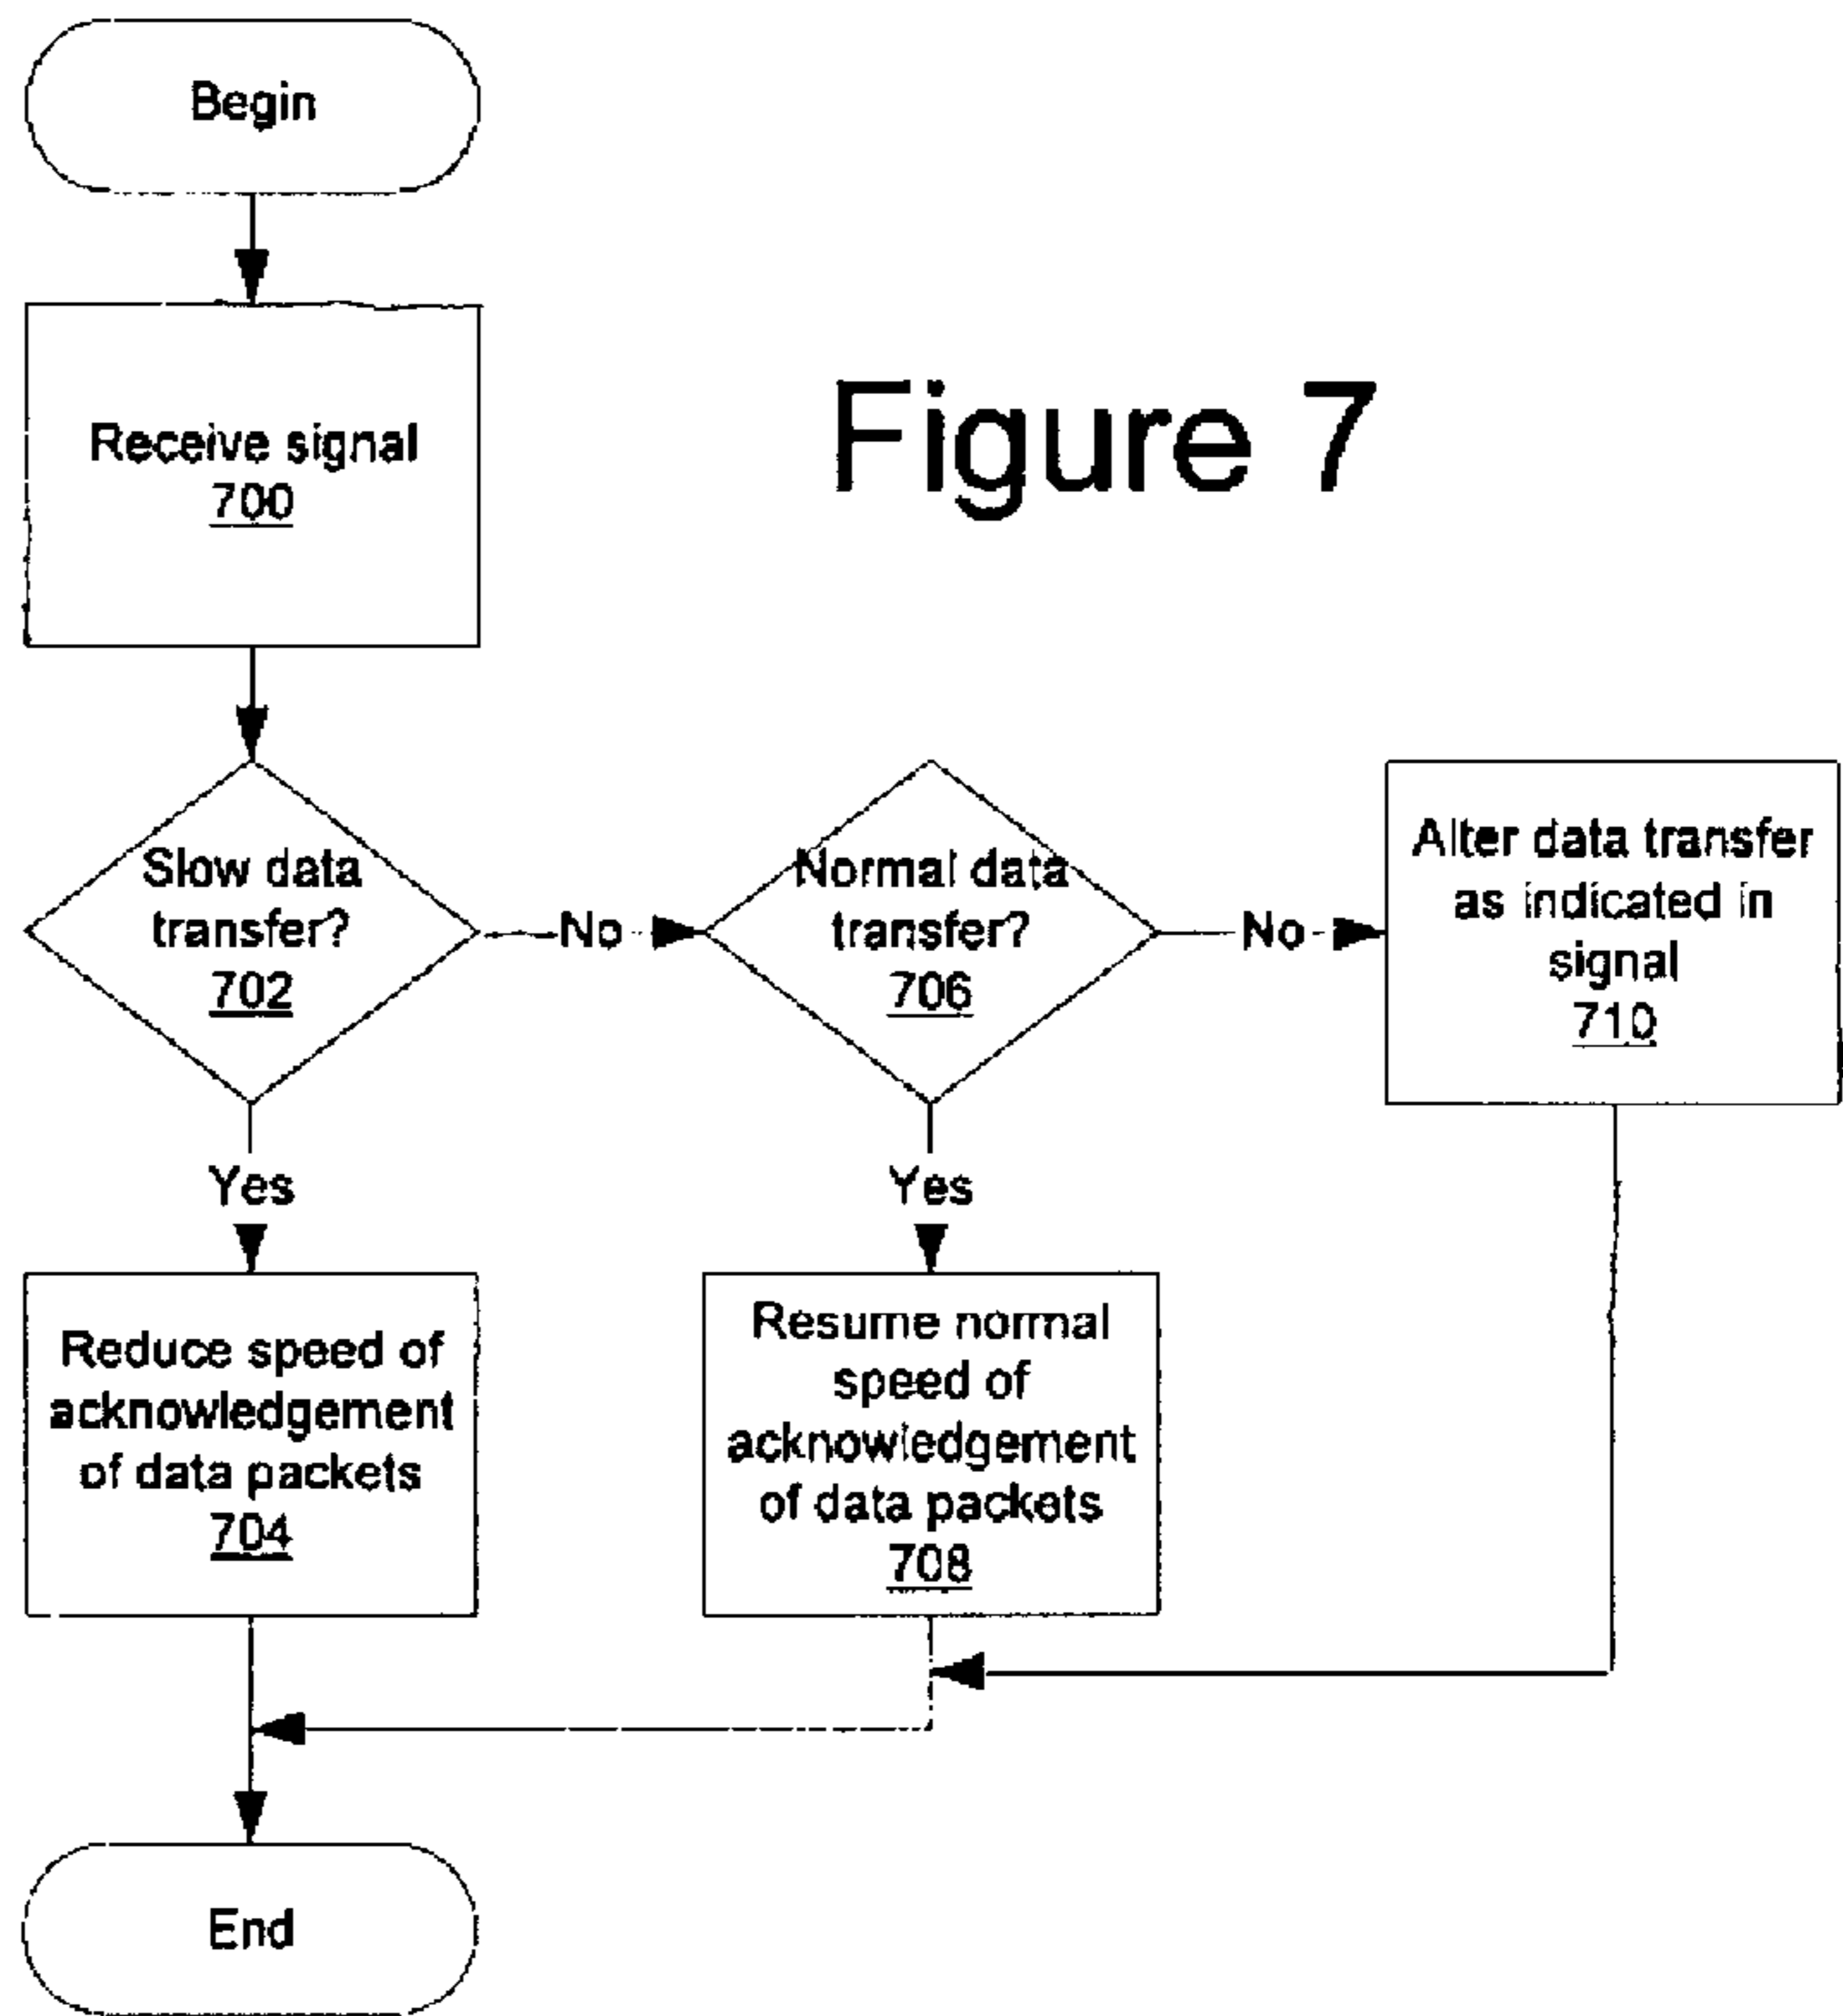 Begin
Receive signal
700
Figure 7
Slow data
transfer?
702
No
Normal data
transfer?
706
No
Alter data transfer
as indicated in
signal
710
Yes
Yes
Reduce speed of
acknowledgement
of data packets
704
Resume normal
speed of
acknowledgement
of data packets
708
End